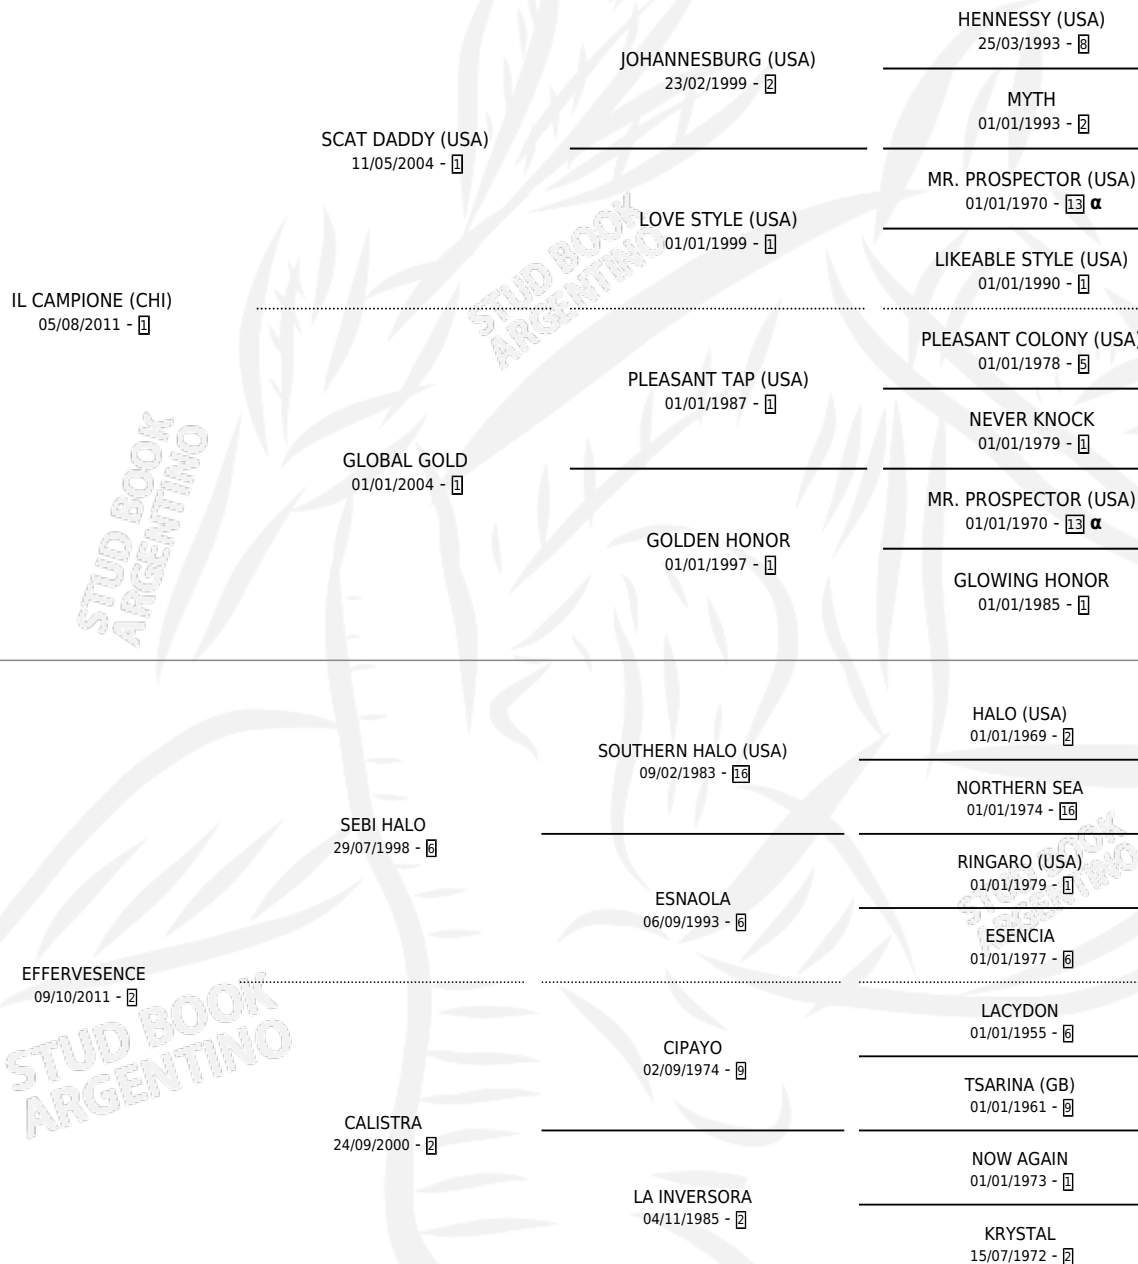 HENNESSY (USA)
25/03/1993 - 8
JOHANNESBURG (USA)
23/02/1999 - 2
MYTH
01/01/1993 - 2
SCAT DADDY (USA)
11/05/2004 - 1
MR. PROSPECTOR (USA)
01/01/1970 - 13 α
LOVE STYLE (USA)
01/01/1999 - 1
LIKEABLE STYLE (USA)
01/01/1990 - 1
STUD BOOK
ARGENTINO
IL CAMPIONE (CHI)
05/08/2011 - 1
PLEASANT COLONY (USA)
01/01/1978 - 5
PLEASANT TAP (USA)
01/01/1987 - 1
NEVER KNOCK
01/01/1979 - 1
GLOBAL GOLD
01/01/2004 - 1
MR. PROSPECTOR (USA)
01/01/1970 - 13 α
GOLDEN HONOR
01/01/1997 - 1
GLOWING HONOR
01/01/1985 - 1
STUD BOOK
ARGENTINO
HALO (USA)
01/01/1969 - 2
SOUTHERN HALO (USA)
09/02/1983 - 16
NORTHERN SEA
01/01/1974 - 16
SEBI HALO
29/07/1998 - 6
RINGARO (USA)
01/01/1979 - 1
ESNAOLA
06/09/1993 - 6
ESENCIA
01/01/1977 - 6
STUD BOOK
ARGENTINO
EFFERVESENCE
09/10/2011 - 2
STUD BOOK
ARGENTINO
LACYDON
01/01/1955 - 6
CIPAYO
02/09/1974 - 9
TSARINA (GB)
01/01/1961 - 9
CALISTRA
24/09/2000 - 2
NOW AGAIN
01/01/1973 - 1
LA INVERSORA
04/11/1985 - 2
KRYSTAL
15/07/1972 - 2